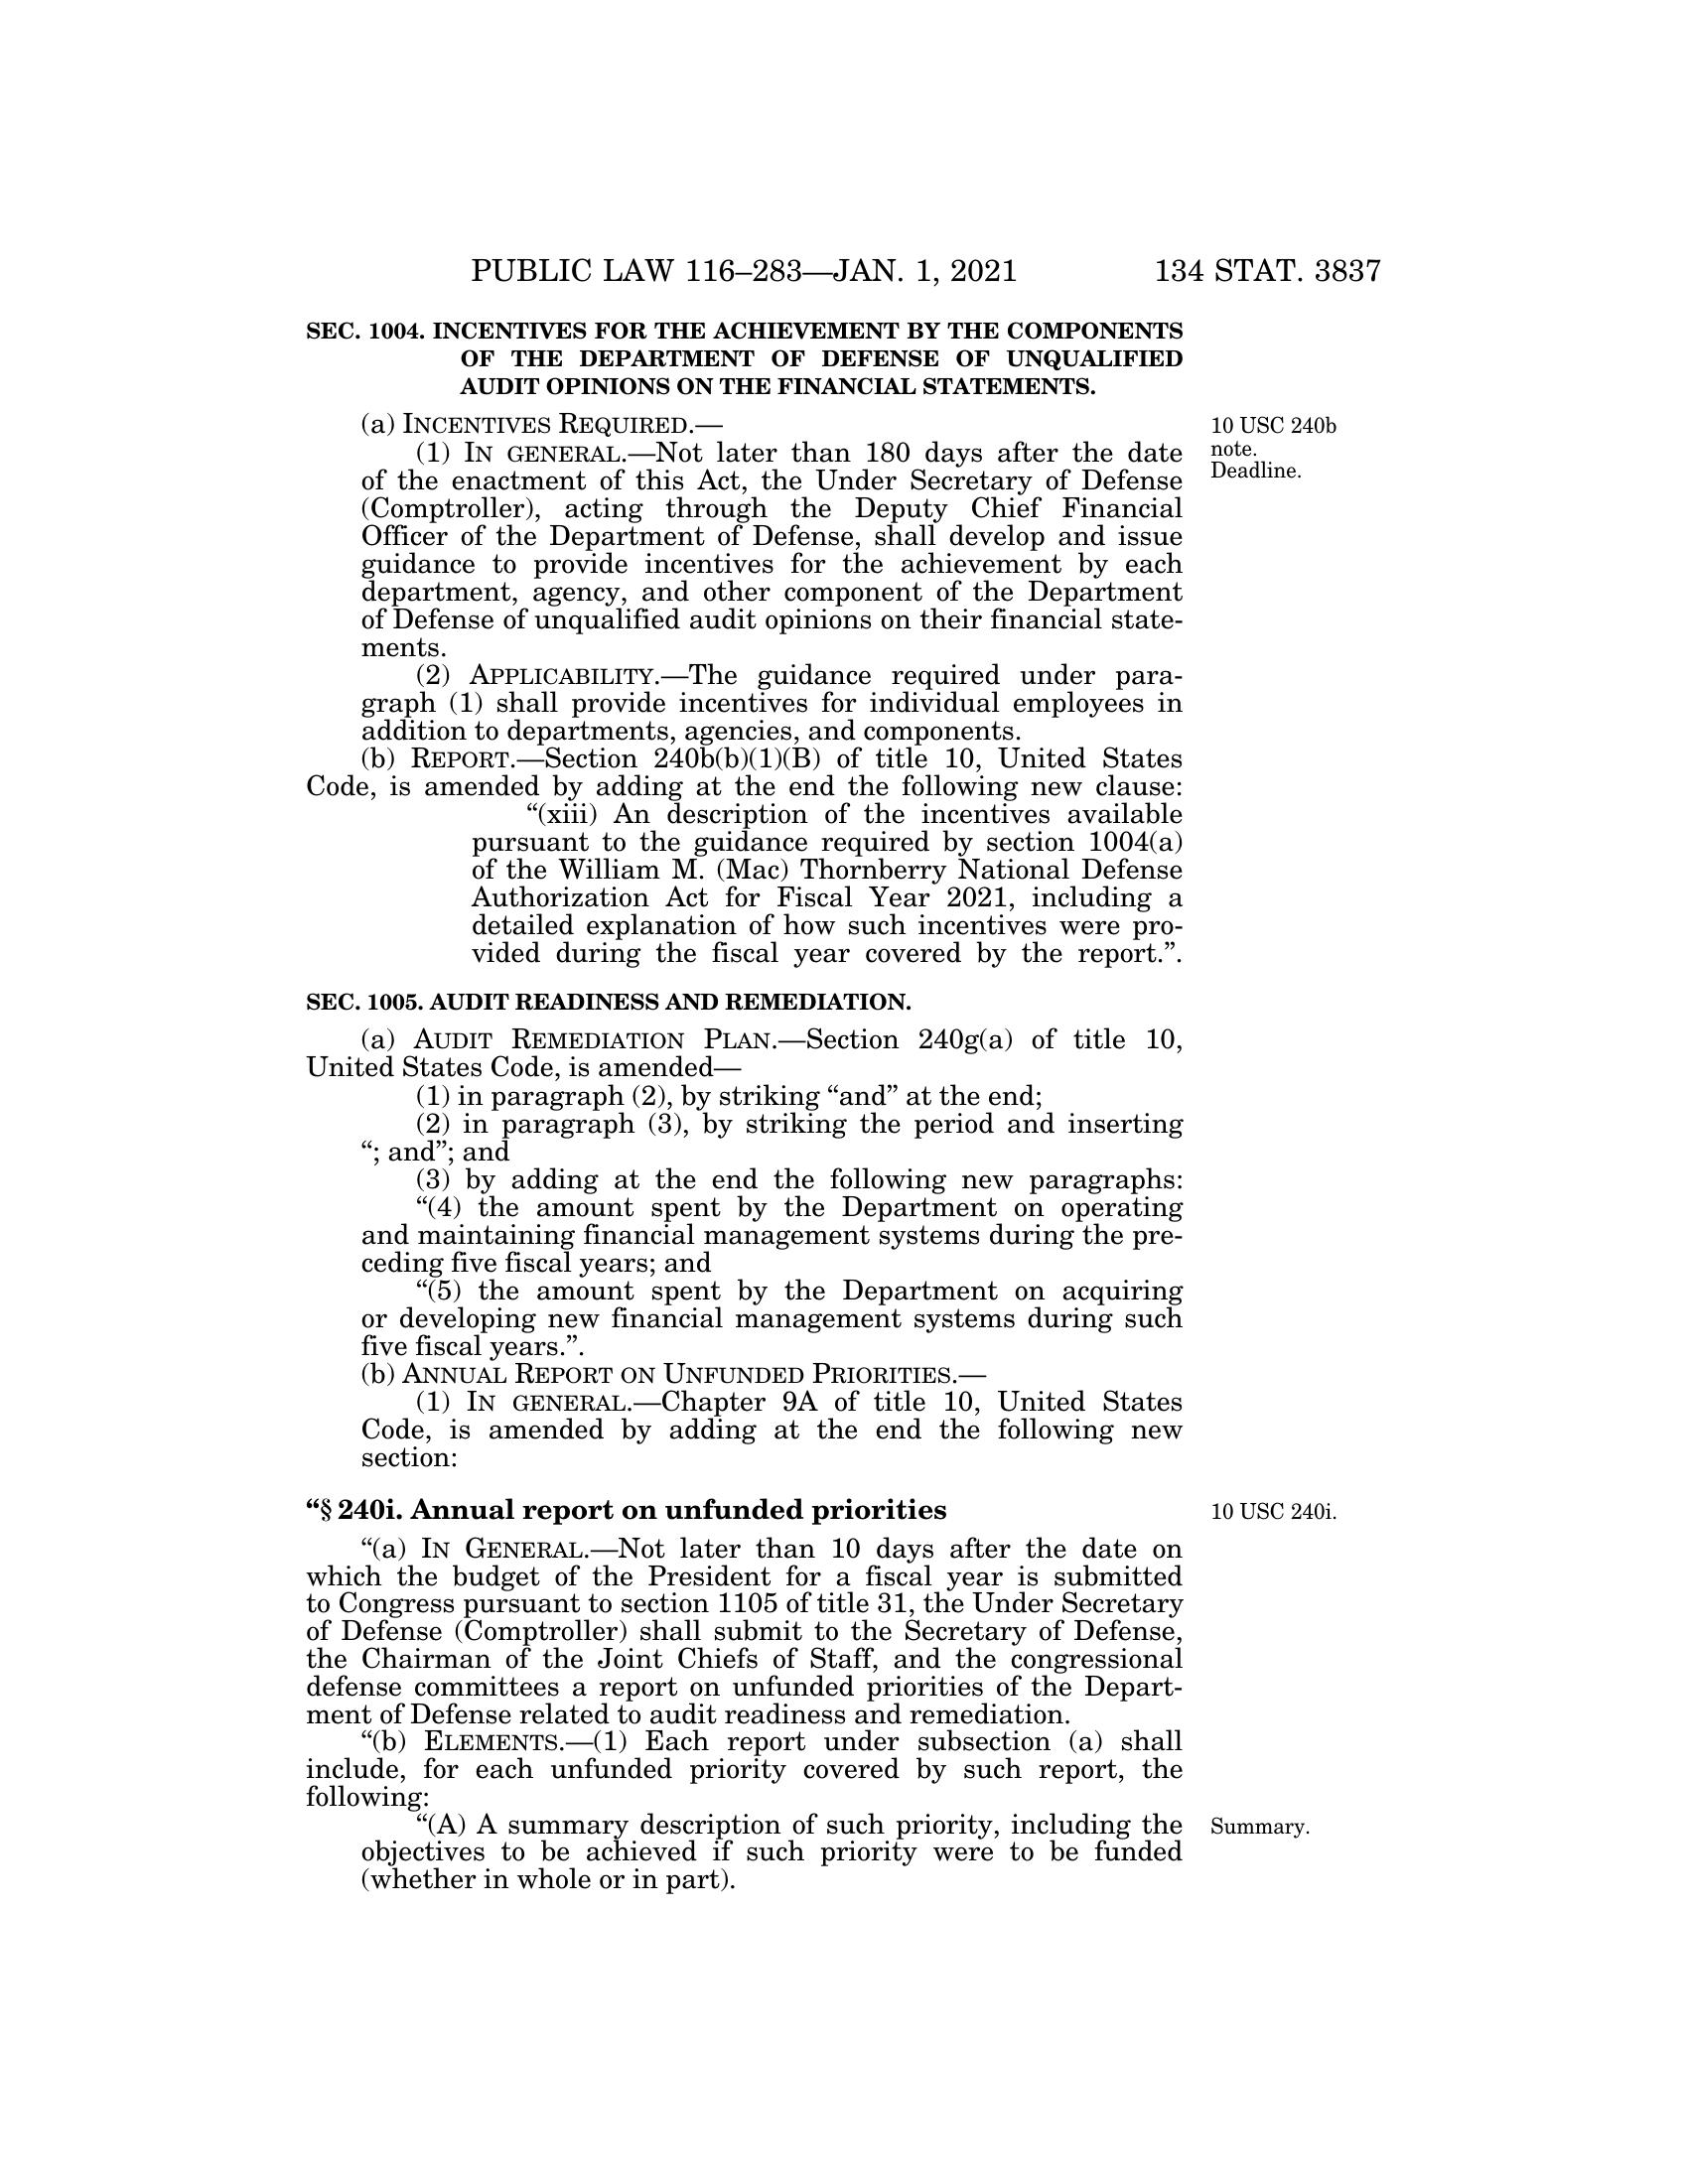 PUBLIC LAW 116–283—JAN. 1, 2021 134 STAT. 3837
SEC. 1004. INCENTIVES FOR THE ACHIEVEMENT BY THE COMPONENTS
OF THE DEPARTMENT OF DEFENSE OF UNQUALIFIED
AUDIT OPINIONS ON THE FINANCIAL STATEMENTS.
(a) INCENTIVES REQUIRED.—
(1) IN GENERAL.—Not later than 180 days after the date
of the enactment of this Act, the Under Secretary of Defense
(Comptroller), acting through the Deputy Chief Financial
Officer of the Department of Defense, shall develop and issue
guidance to provide incentives for the achievement by each
department, agency, and other component of the Department
of Defense of unqualified audit opinions on their financial state-
ments.
(2) APPLICABILITY.—The guidance required under para-
graph (1) shall provide incentives for individual employees in
addition to departments, agencies, and components.
(b) REPORT.—Section 240b(b)(1)(B) of title 10, United States
Code, is amended by adding at the end the following new clause:
“(xiii) An description of the incentives available
pursuant to the guidance required by section 1004(a)
of the William M. (Mac) Thornberry National Defense
Authorization Act for Fiscal Year 2021, including a
detailed explanation of how such incentives were pro-
vided during the fiscal year covered by the report.”.
SEC. 1005. AUDIT READINESS AND REMEDIATION.
(a) AUDIT REMEDIATION PLAN.—Section 240g(a) of title 10,
United States Code, is amended—
(1) in paragraph (2), by striking “and” at the end;
(2) in paragraph (3), by striking the period and inserting
“; and”; and
(3) by adding at the end the following new paragraphs:
“(4) the amount spent by the Department on operating
and maintaining financial management systems during the pre-
ceding five fiscal years; and
“(5) the amount spent by the Department on acquiring
or developing new financial management systems during such
five fiscal years.”.
(b) ANNUAL REPORT ON UNFUNDED PRIORITIES.—
(1) IN GENERAL.—Chapter 9A of title 10, United States
Code, is amended by adding at the end the following new
section:
“§ 240i. Annual report on unfunded priorities
“(a) IN GENERAL.—Not later than 10 days after the date on
which the budget of the President for a fiscal year is submitted
to Congress pursuant to section 1105 of title 31, the Under Secretary
of Defense (Comptroller) shall submit to the Secretary of Defense,
the Chairman of the Joint Chiefs of Staff, and the congressional
defense committees a report on unfunded priorities of the Depart-
ment of Defense related to audit readiness and remediation.
“(b) ELEMENTS.—(1) Each report under subsection (a) shall
include, for each unfunded priority covered by such report, the
following:
“(A) A summary description of such priority, including the
objectives to be achieved if such priority were to be funded
(whether in whole or in part).
10 USC 240b
note.
Deadline.
10 USC 240i.
Summary.